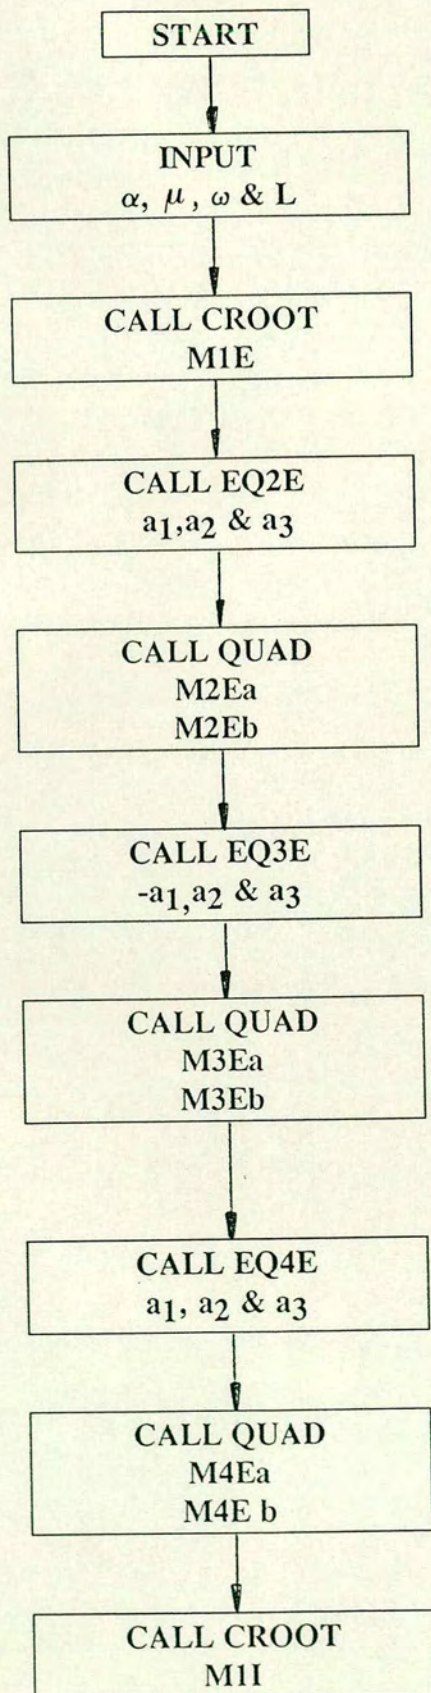 START
INPUT
α, μ, ω & L
CALL CROOT
M1E
CALL EQ2E
a1,a2 & a3
CALL QUAD
M2Ea
M2Eb
CALL EQ3E
-a1,a2 & a3
CALL QUAD
M3Ea
M3Eb
CALL EQ4E
a1, a2 & a3
CALL QUAD
M4Ea
M4E b
CALL CROOT
M1I